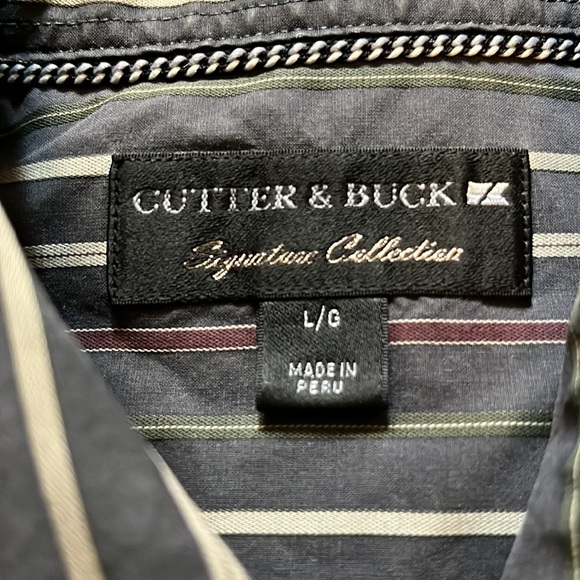 CUTTER & BUCK
Signature Collection
L/G
MADE IN
PERU